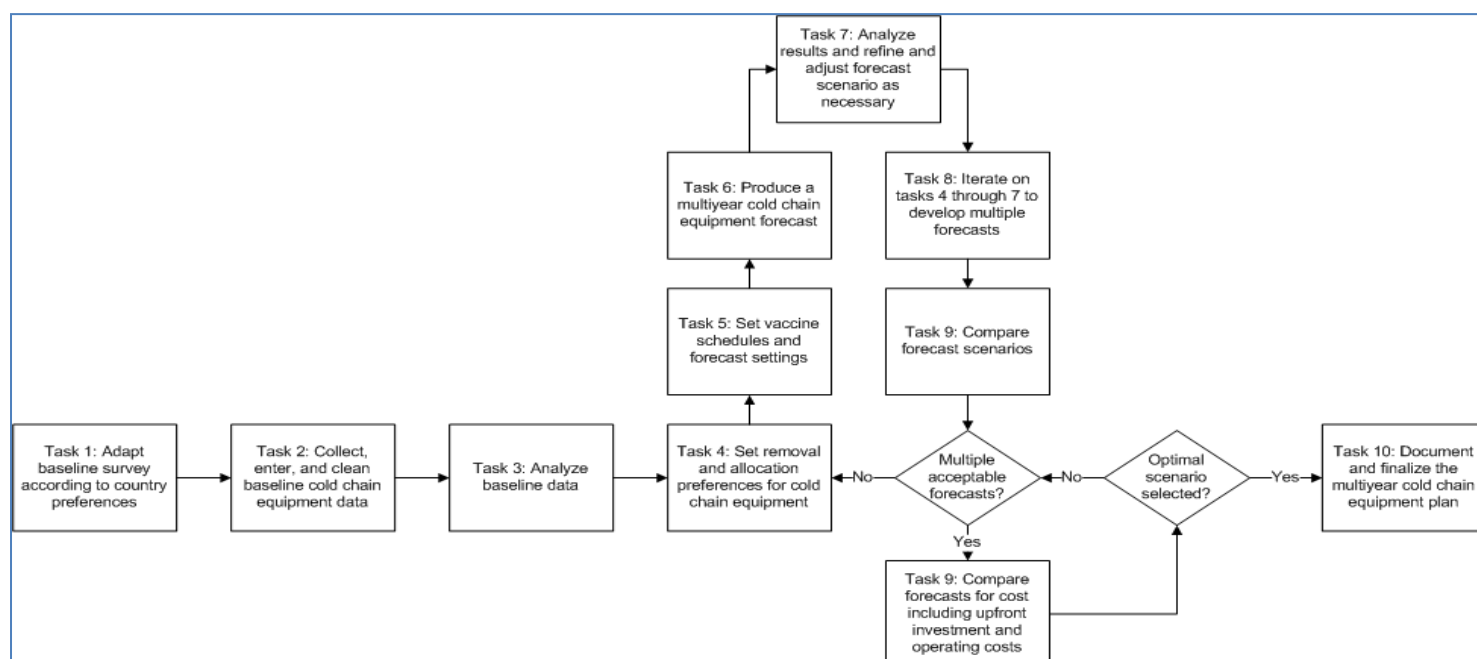 Task 1: Adapt
baseline survey
according to country
preferences
Task 2: Collect,
enter, and clean
baseline cold chain
equipment data
Task 3: Analyze
baseline data
Task 4: Set removal
and allocation
preferences for cold
chain equipment
Task 5: Set vaccine
schedules and
forecast settings
Task 6: Produce a
multiyear cold chain
equipment forecast
Task 7: Analyze
results and refine and
adjust forecast
scenario as
necessary
Task 8: Iterate on
tasks 4 through 7 to
develop multiple
forecasts
Task 9: Compare
forecast scenarios
Multiple
acceptable
forecasts?
No
Yes
Task 9: Compare
forecasts for cost
including upfront
investment and
operating costs
Optimal
scenario
selected?
No
Yes
Task 10: Document
and finalize the
multiyear cold chain
equipment plan